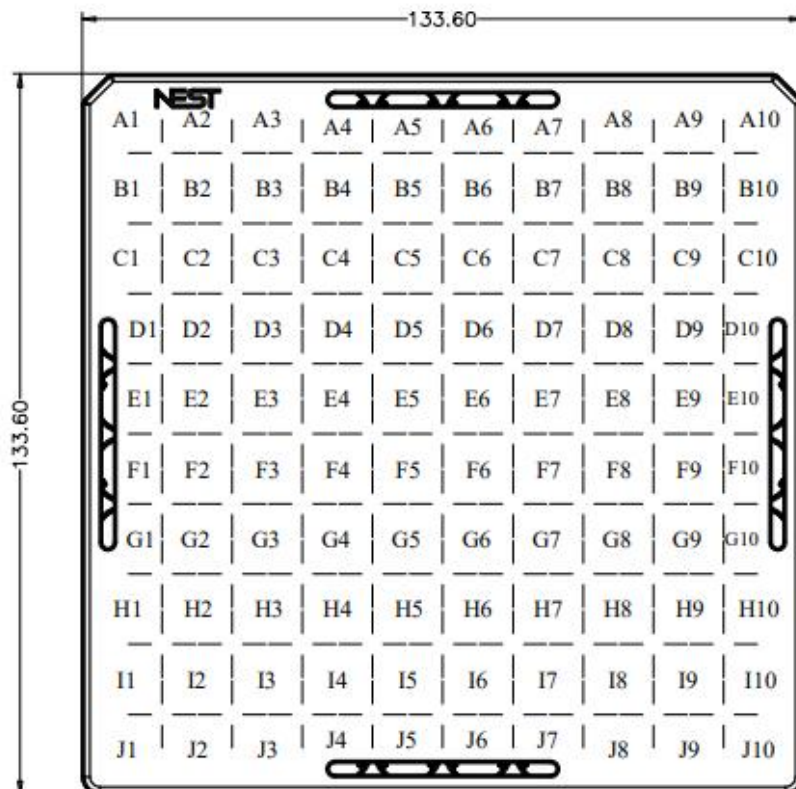 133.60
NEST
A1 A2 A3 A4 A5 A6 A7 A8 A9 A10
B1 B2 B3 B4 B5 B6 B7 B8 B9 B10
C1 C2 C3 C4 C5 C6 C7 C8 C9 C10
D1 D2 D3 D4 D5 D6 D7 D8 D9 D10
E1 E2 E3 E4 E5 E6 E7 E8 E9 E10
133.60
F1 F2 F3 F4 F5 F6 F7 F8 F9 F10
G1 G2 G3 G4 G5 G6 G7 G8 G9 G10
H1 H2 H3 H4 H5 H6 H7 H8 H9 H10
I1 I2 I3 I4 I5 I6 I7 I8 I9 I10
J1 J2 J3 J4 J5 J6 J7 J8 J9 J10